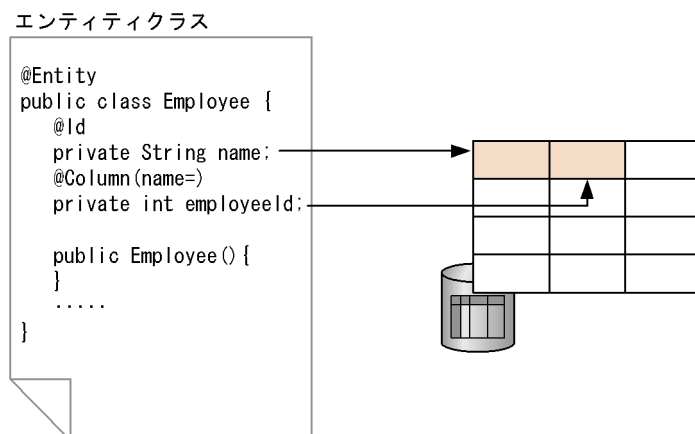 エンティティクラス
@Entity
public class Employee {
@Id
private String name;
@Column(name=)
private int employeeId;
public Employee(){
}
.....
}